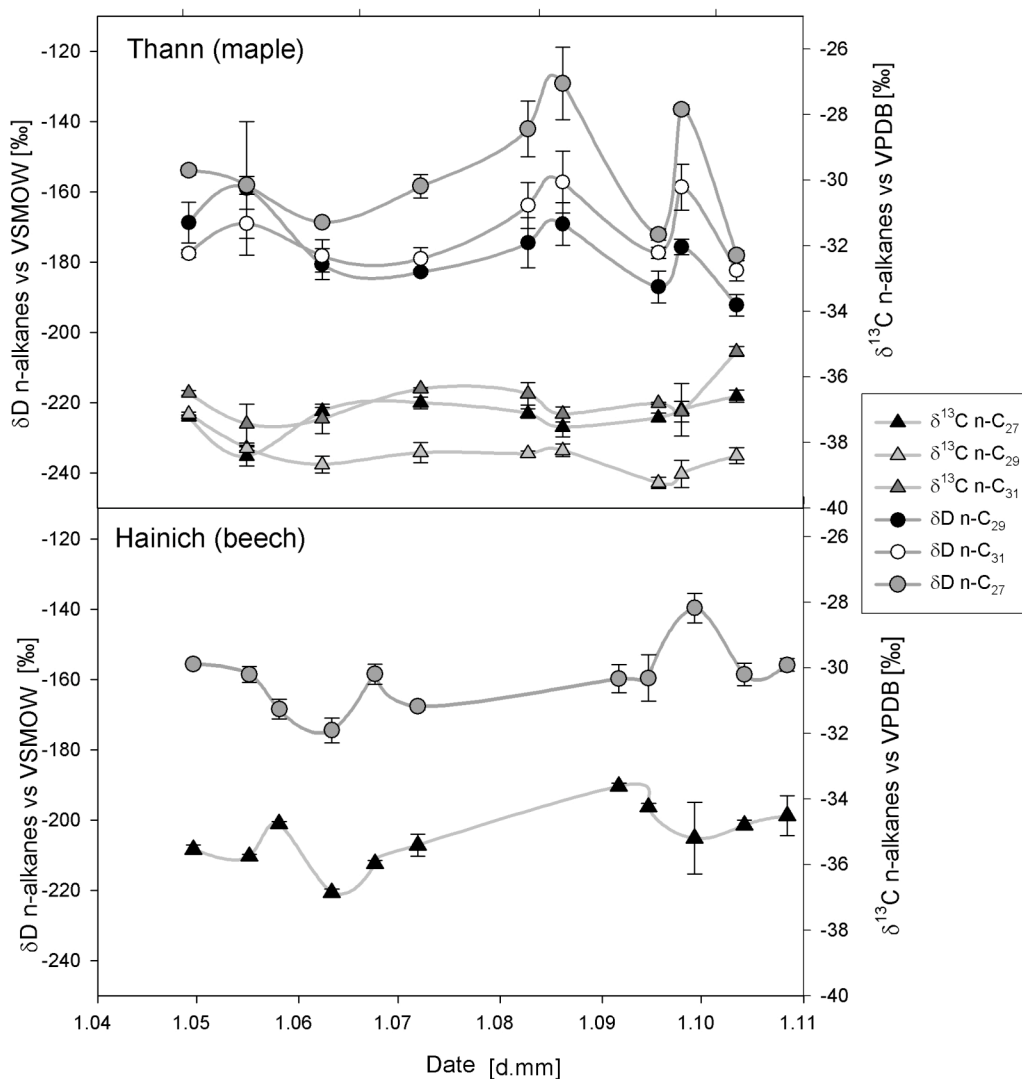 Thann (maple)
-120
-140
-160
-180
-200
-220
-240
δD n-alkanes vs VSMOW [‰]
-26
-28
-30
-32
-34
-36
-38
-40
δ¹³C n-alkanes vs VPDB [‰]
Hainich (beech)
-120
-140
-160
-180
-200
-220
-240
δD n-alkanes vs VSMOW [‰]
-26
-28
-30
-32
-34
-36
-38
-40
δ¹³C n-alkanes vs VPDB [‰]
δ¹³C n-C₂₇
δ¹³C n-C₂₉
δ¹³C n-C₃₁
δD n-C₂₉
δD n-C₃₁
δD n-C₂₇
1.04 1.05 1.06 1.07 1.08 1.09 1.10 1.11
Date [d.mm]